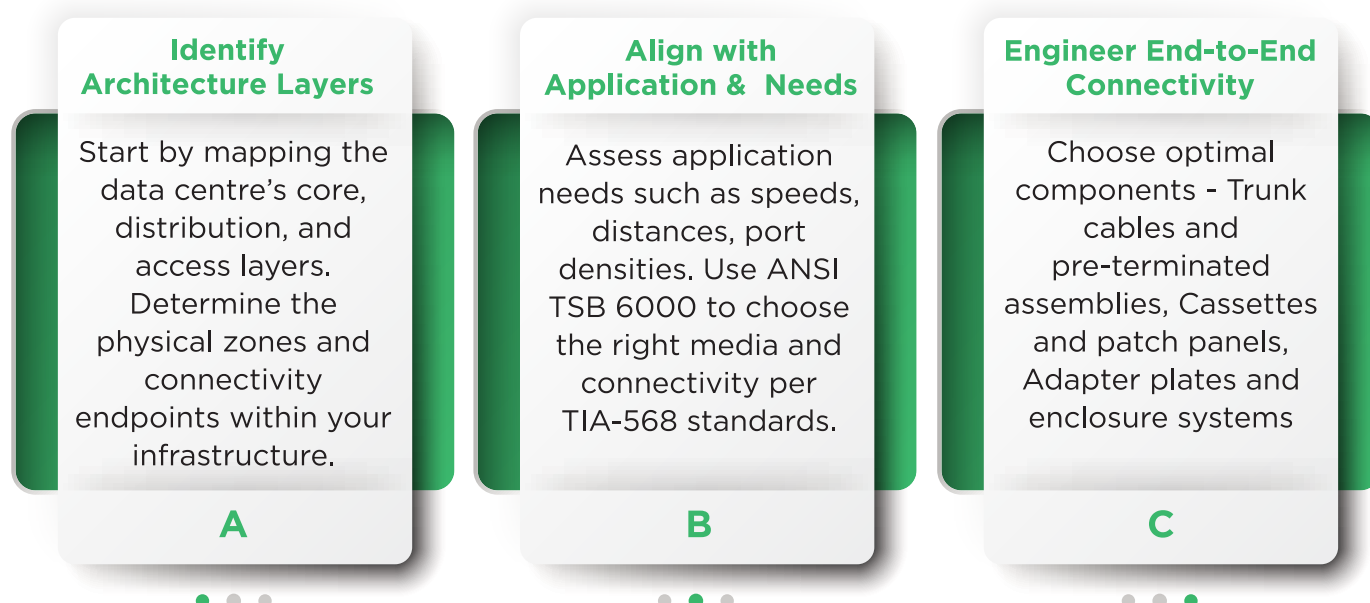 Identify
Architecture Layers
Start by mapping the
data centre's core,
distribution, and
access layers.
Determine the
physical zones and
connectivity
endpoints within your
infrastructure.
A
Align with
Application &  Needs
Assess application
needs such as speeds,
distances, port
densities. Use ANSI
TSB 6000 to choose
the right media and
connectivity per
TIA-568 standards.
B
Engineer End-to-End
Connectivity
Choose optimal
components - Trunk
cables and
pre-terminated
assemblies, Cassettes
and patch panels,
Adapter plates and
enclosure systems
C